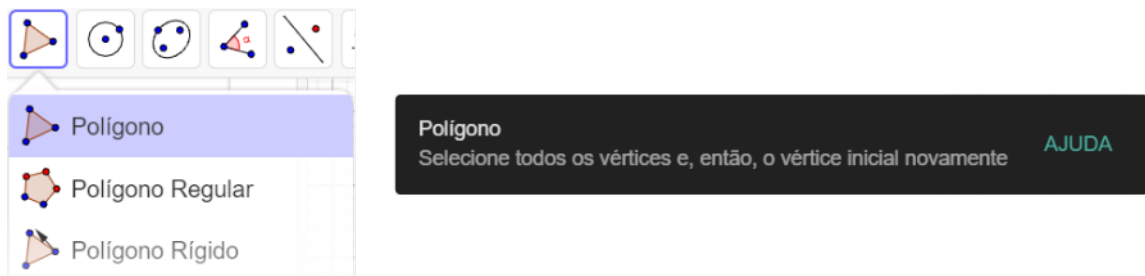 α
Polígono
Polígono Regular
Polígono Rígido
Polígono
Selecione todos os vértices e, então, o vértice inicial novamente
AJUDA